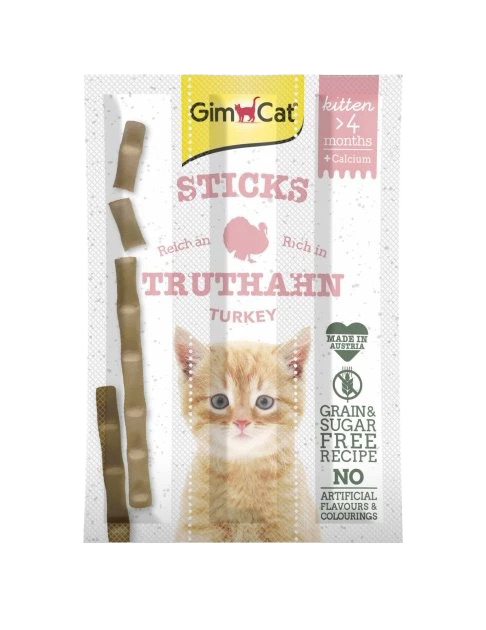 GimCat
kitten
>4
months
+Calcium
STICKS
Reich an Rich in
TRUTHAHN
TURKEY
MADE IN
AUSTRIA
GRAIN&
SUGAR
FREE
RECIPE
NO
ARTIFICIAL
FLAVOURS &
COLOURINGS